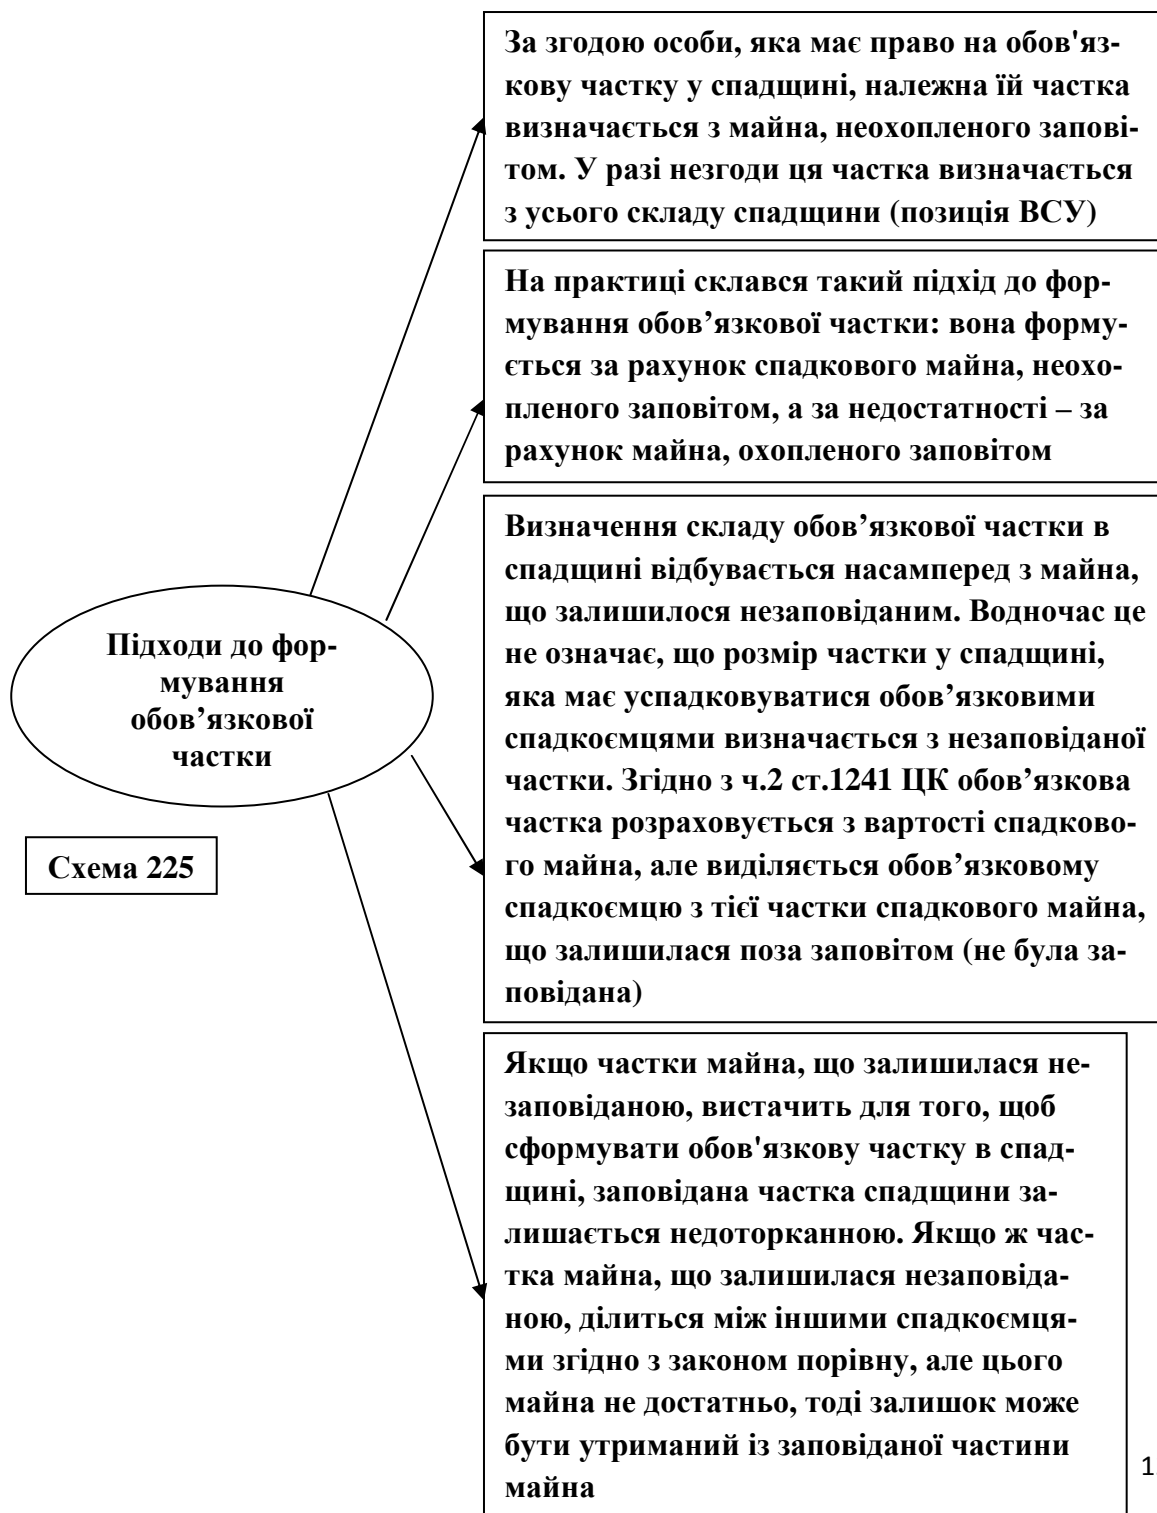 За згодою особи, яка має право на обов'яз-
кову частку у спадщині, належна їй частка
визначається з майна, неохопленого запові-
том. У разі незгоди ця частка визначається
з усього складу спадщини (позиція ВСУ)
На практиці склався такий підхід до фор-
мування обов’язкової частки: вона форму-
ється за рахунок спадкового майна, неохо-
пленого заповітом, а за недостатності – за
рахунок майна, охопленого заповітом
Визначення складу обов’язкової частки в
спадщині відбувається насамперед з майна,
що залишилося незаповіданим. Водночас це
не означає, що розмір частки у спадщині,
яка має успадковуватися обов’язковими
спадкоємцями визначається з незаповіданої
частки. Згідно з ч.2 ст.1241 ЦК обов’язкова
частка розраховується з вартості спадково-
го майна, але виділяється обов’язковому
спадкоємцю з тієї частки спадкового майна,
що залишилася поза заповітом (не була за-
повідана)
Підходи до фор-
мування
обов’язкової
частки
Схема 225
Якщо частки майна, що залишилася не-
заповіданою, вистачить для того, щоб
сформувати обов'язкову частку в спад-
щині, заповідана частка спадщини за-
лишається недоторканною. Якщо ж час-
тка майна, що залишилася незаповіда-
ною, ділиться між іншими спадкоємця-
ми згідно з законом порівну, але цього
майна не достатньо, тоді залишок може
бути утриманий із заповіданої частини
майна